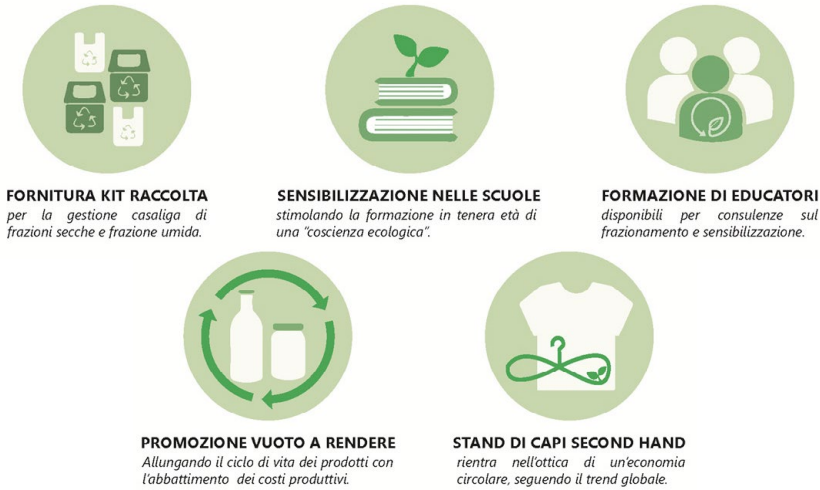 FORNITURA KIT RACCOLTA
per la gestione casaliga di
frazioni secche e frazione umida.
SENSIBILIZZAZIONE NELLE SCUOLE
stimolando la formazione in tenera età di
una "coscienza ecologica".
FORMAZIONE DI EDUCATORI
disponibili per consulenze sul
frazionamento e sensibilizzazione.
PROMOZIONE VUOTO A RENDERE
Allungando il ciclo di vita dei prodotti con
l'abbattimento dei costi produttivi.
STAND DI CAPI SECOND HAND
rientra nell'ottica di un'economia
circolare, seguendo il trend globale.